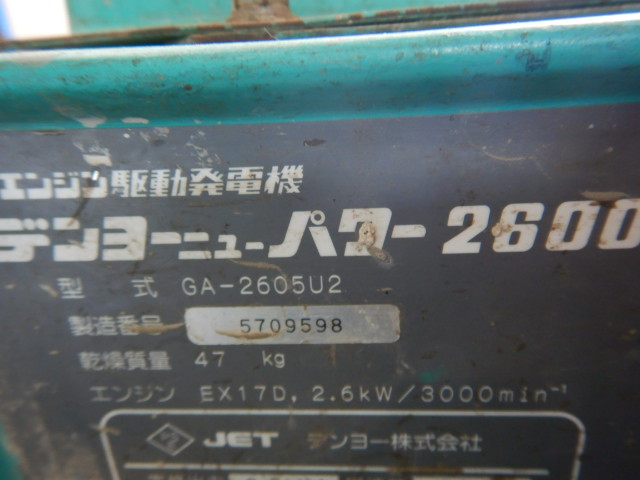 エンジン駆動発電機
デンヨーニューパワー2600
型 式 GA-2605U2
製造番号 5709598
乾燥質量 47 kg
エンジン EX17D, 2.6kW/3000min⁻¹
JET デンヨー株式会社